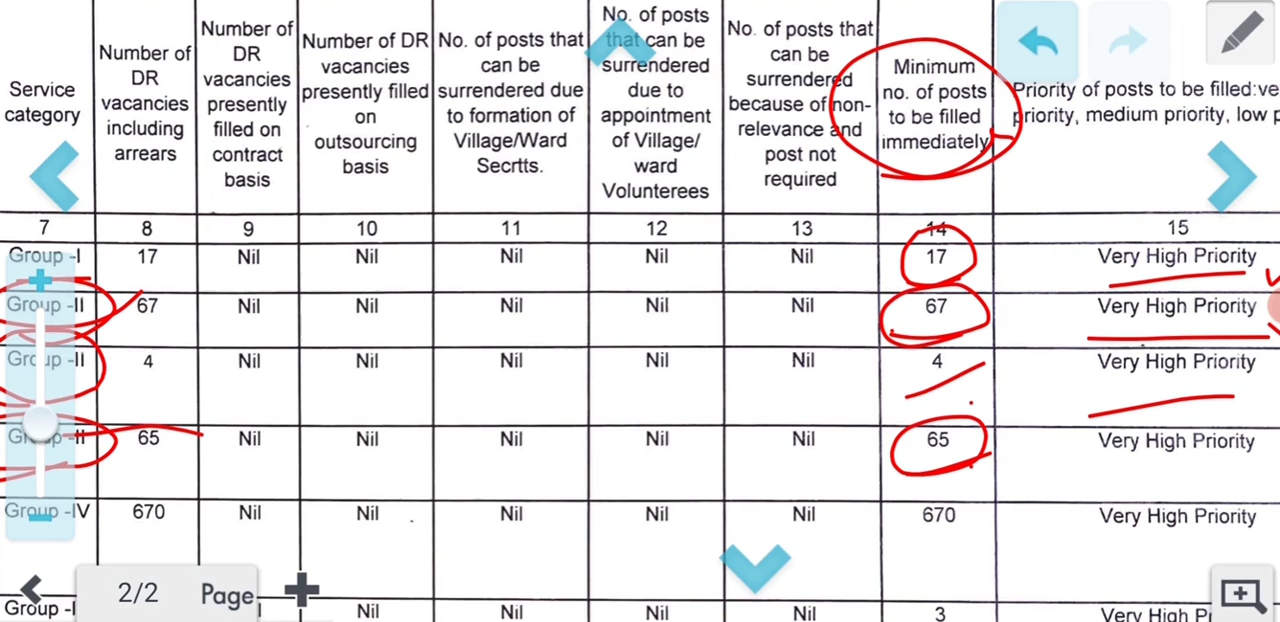 Service category
Number of DR vacancies including arrears
Number of DR vacancies presently filled on contract basis
Number of DR vacancies presently filled on outsourcing basis
No. of posts that can be surrendered due to formation of Village/Ward Secrtts.
No. of posts that can be surrendered due to appointment of Village/ ward Volunterees
No. of posts that can be surrendered because of non-relevance and post not required
Minimum no. of posts to be filled immediately
Priority of posts to be filled:ve
priority, medium priority, low p
7 8 9 10 11 12 13 14 15
Group -I 17 Nil Nil Nil Nil Nil 17 Very High Priority
Group -II 67 Nil Nil Nil Nil Nil 67 Very High Priority
Group -II 4 Nil Nil Nil Nil Nil 4 Very High Priority
Group -II 65 Nil Nil Nil Nil Nil 65 Very High Priority
Group -IV 670 Nil Nil Nil Nil Nil 670 Very High Priority
2/2 Page
Group Nil Nil Nil Nil 3 Very High